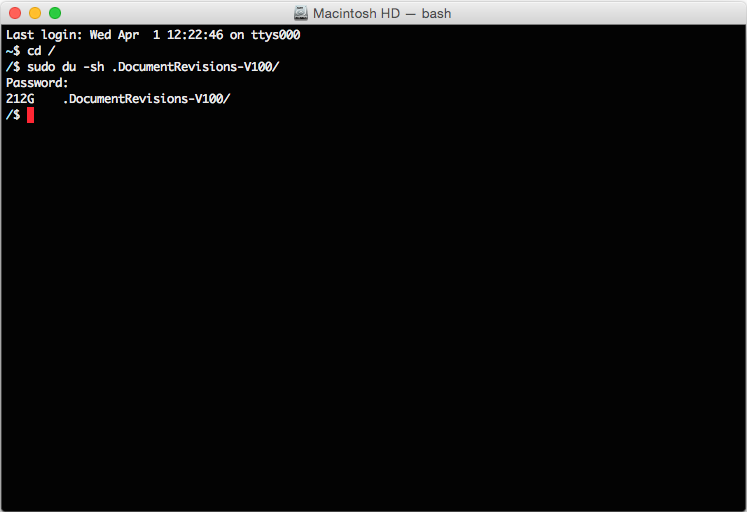 Macintosh HD — bash
Last login: Wed Apr  1 12:22:46 on ttys000
~$ cd /
/$ sudo du -sh .DocumentRevisions-V100/
Password:
212G    .DocumentRevisions-V100/
/$